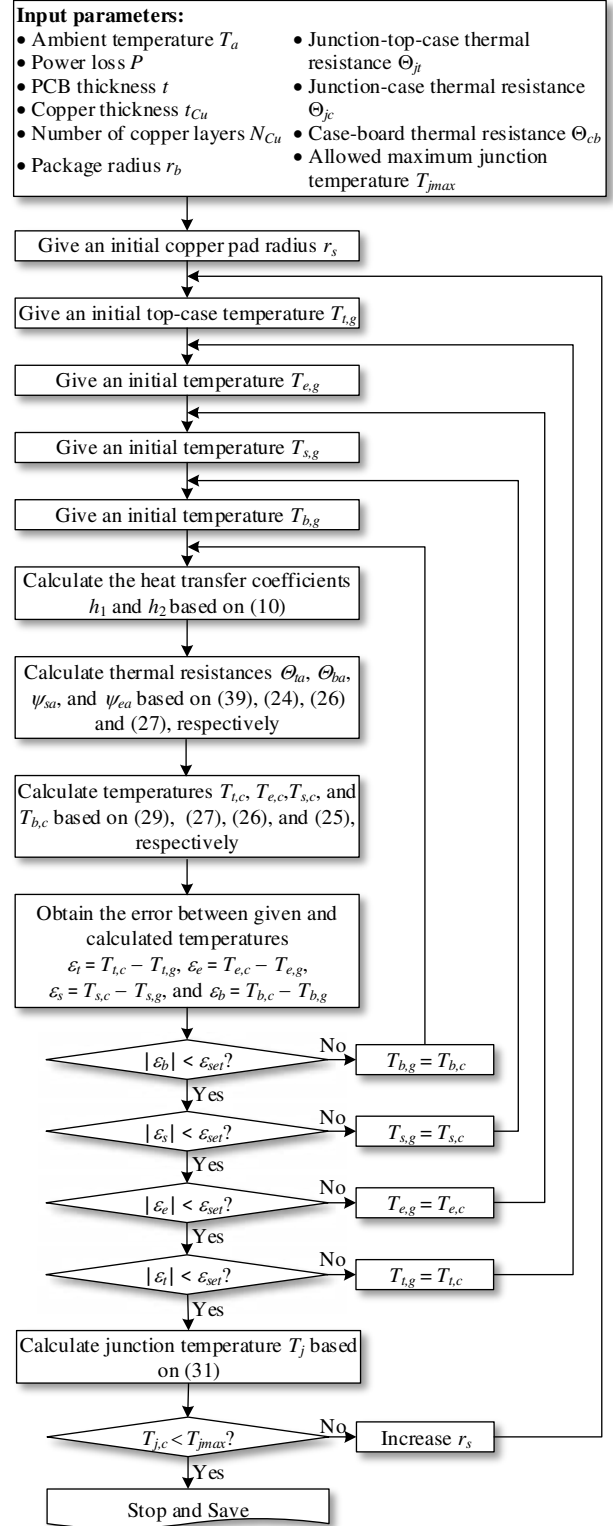 Input parameters:
• Ambient temperature Ta
• Power loss P
• PCB thickness t
• Copper thickness tCu
• Number of copper layers NCu
• Package radius rb
• Junction-top-case thermal
resistance Θjt
• Junction-case thermal resistance
Θjc
• Case-board thermal resistance Θcb
• Allowed maximum junction
temperature Tjmax
Give an initial copper pad radius rs
Give an initial top-case temperature Tt,g
Give an initial temperature Te,g
Give an initial temperature Ts,g
Give an initial temperature Tb,g
Calculate the heat transfer coefficients
h1 and h2 based on (10)
Calculate thermal resistances Θta, Θba,
ψsa, and ψea based on (39), (24), (26)
and (27), respectively
Calculate temperatures Tt,c, Te,c,Ts,c, and
Tb,c based on (29), (27), (26), and (25),
respectively
Obtain the error between given and
calculated temperatures
εt = Tt,c − Tt,g, εe = Te,c − Te,g,
εs = Ts,c − Ts,g, and εb = Tb,c − Tb,g
|εb| < εset?
No
Tb,g = Tb,c
Yes
|εs| < εset?
No
Ts,g = Ts,c
Yes
|εe| < εset?
No
Te,g = Te,c
Yes
|εt| < εset?
No
Tt,g = Tt,c
Yes
Calculate junction temperature Tj based
on (31)
Tj,c < Tjmax?
No
Increase rs
Yes
Stop and Save